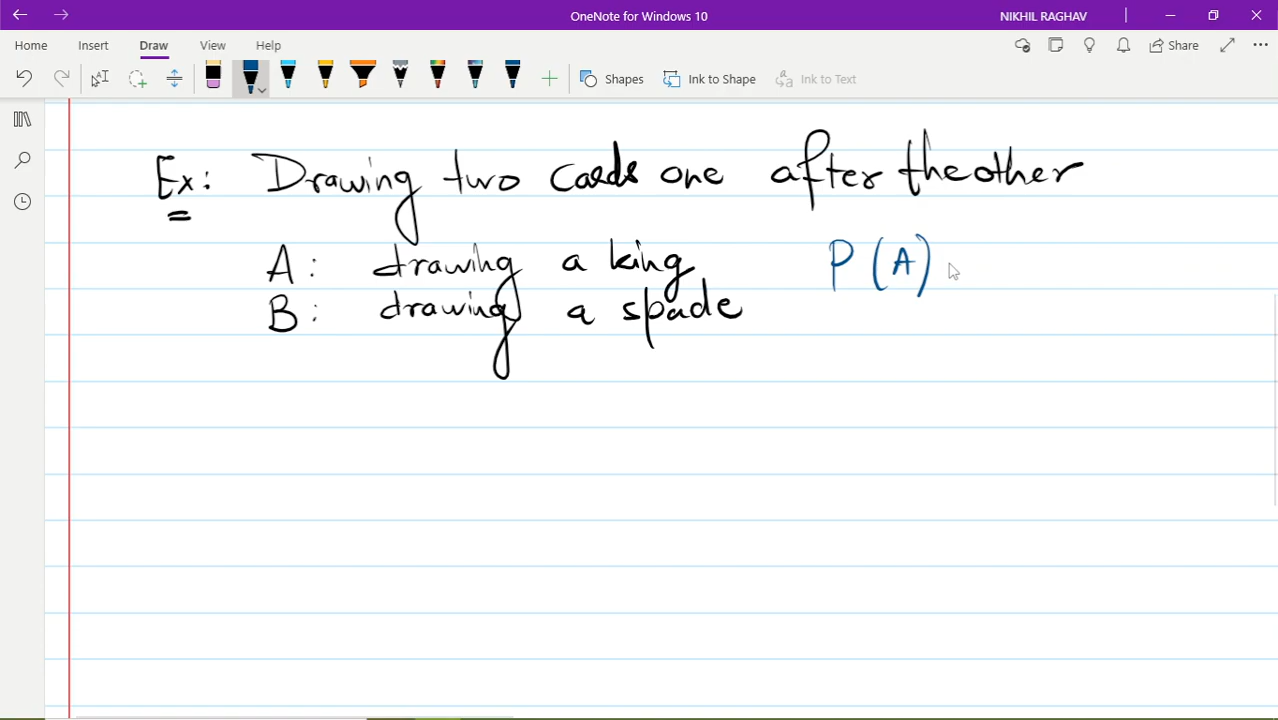 OneNote for Windows 10
NIKHIL RAGHAV
Home Insert Draw View Help
Share
Shapes Ink to Shape Ink to Text
Ex: Drawing two cards one after the other
A: drawing a king P(A)
B: drawing a spade